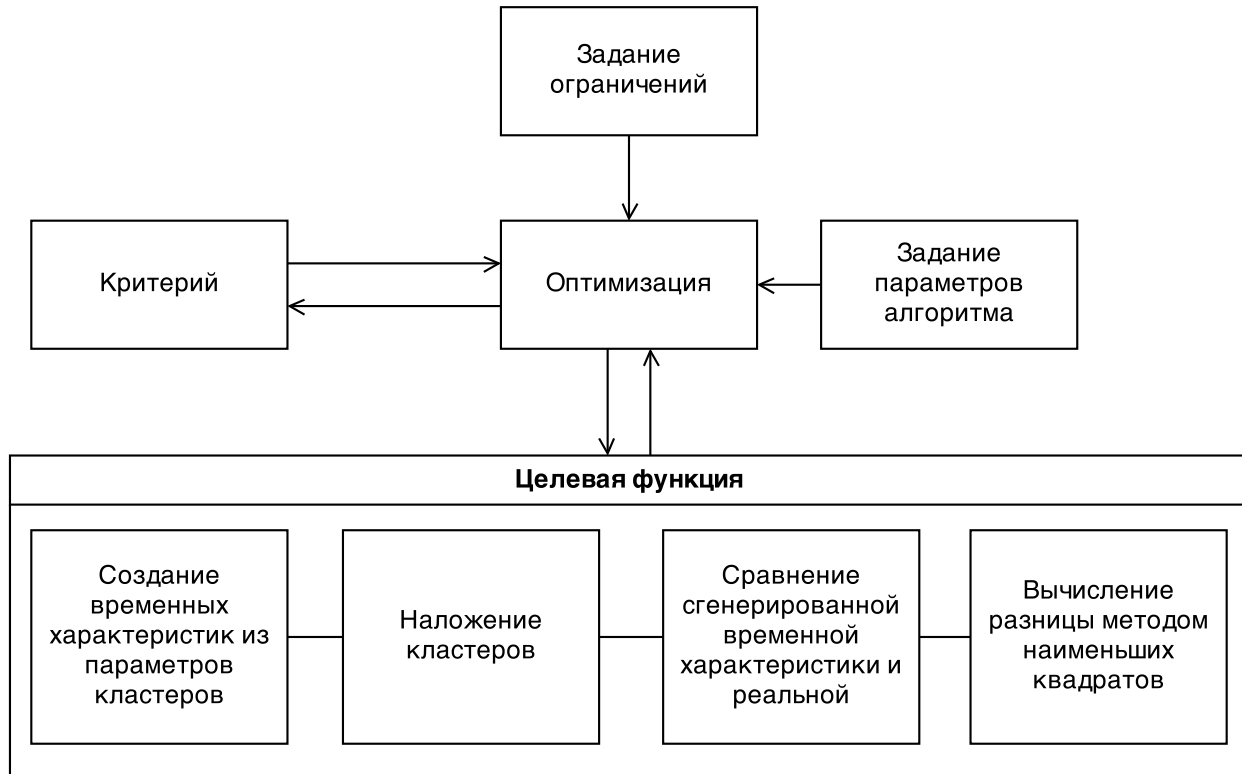 Задание
ограничений
Критерий
Оптимизация
Задание
параметров
алгоритма
Целевая функция
Создание
временных
характеристик из
параметров
кластеров
Наложение
кластеров
Сравнение
сгенерированной
временной
характеристики и
реальной
Вычисление
разницы методом
наименьших
квадратов